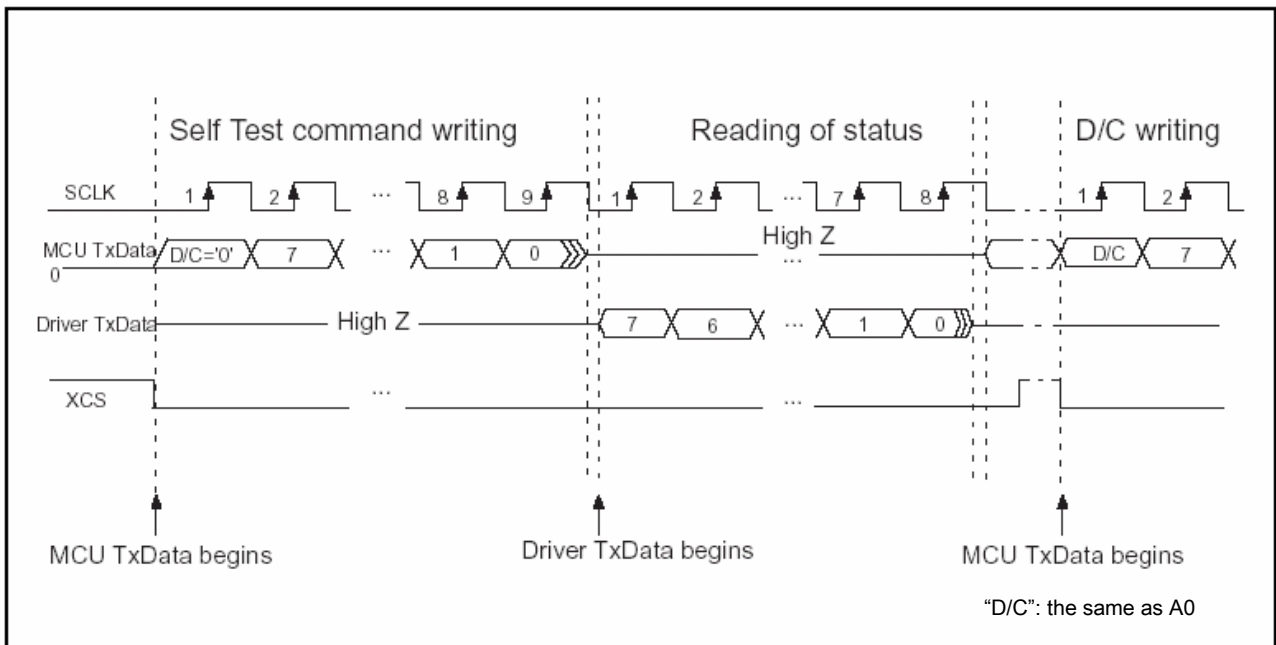 Self Test command writing Reading of status D/C writing
SCLK 1 2 ... 8 9 1 2 ... 7 8 1 2
High Z
MCU TxData D/C='0' 7 ... 1 0 ... D/C 7
0
Driver TxData High Z 7 6 ... 1 0
XCS ... ...
MCU TxData begins Driver TxData begins MCU TxData begins
“D/C”: the same as A0